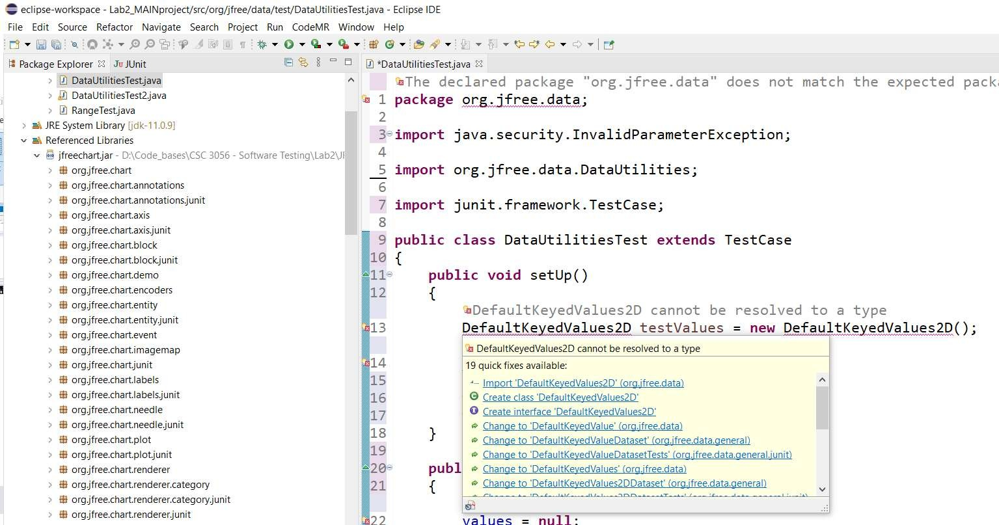 eclipse-workspace - Lab2_MAINproject/src/org/jfree/data/test/DataUtilitiesTest.java - Eclipse IDE
File Edit Source Refactor Navigate Search Project Run CodeMR Window Help
Package Explorer JUnit
DataUtilitiesTest.java
DataUtilitiesTest2.java
RangeTest.java
JRE System Library [jdk-11.0.9]
Referenced Libraries
jfreechart.jar - D:\Code_bases\CSC 3056 - Software Testing\Lab2\JF
org.jfree.chart
org.jfree.chart.annotations
org.jfree.chart.annotations.junit
org.jfree.chart.axis
org.jfree.chart.axis.junit
org.jfree.chart.block
org.jfree.chart.block.junit
org.jfree.chart.demo
org.jfree.chart.encoders
org.jfree.chart.entity
org.jfree.chart.entity.junit
org.jfree.chart.event
org.jfree.chart.imagemap
org.jfree.chart.junit
org.jfree.chart.labels
org.jfree.chart.labels.junit
org.jfree.chart.needle
org.jfree.chart.needle.junit
org.jfree.chart.plot
org.jfree.chart.plot.junit
org.jfree.chart.renderer
org.jfree.chart.renderer.category
org.jfree.chart.renderer.category.junit
org.jfree.chart.renderer.junit
*DataUtilitiesTest.java
The declared package "org.jfree.data" does not match the expected pack
1 package org.jfree.data;
2
3 import java.security.InvalidParameterException;
4
5 import org.jfree.data.DataUtilities;
6
7 import junit.framework.TestCase;
8
9 public class DataUtilitiesTest extends TestCase
10 {
11 public void setUp()
12 {
DefaultKeyedValues2D cannot be resolved to a type
13 DefaultKeyedValues2D testValues = new DefaultKeyedValues2D();
DefaultKeyedValues2D cannot be resolved to a type
19 quick fixes available:
Import 'DefaultKeyedValues2D' (org.jfree.data)
Create class 'DefaultKeyedValues2D'
Create interface 'DefaultKeyedValues2D'
Change to 'DefaultKeyedValue' (org.jfree.data)
Change to 'DefaultKeyedValueDataset' (org.jfree.data.general)
Change to 'DefaultKeyedValueDatasetTests' (org.jfree.data.general.junit)
Change to 'DefaultKeyedValues' (org.jfree.data)
Change to 'DefaultKeyedValues2DDataset' (org.jfree.data.general)
Change to 'DefaultKeyedValues2DDatasetTests' (org.jfree.data.general.junit)
14
15
16
17
18 }
19
20 publ
21 {
22 values = null;